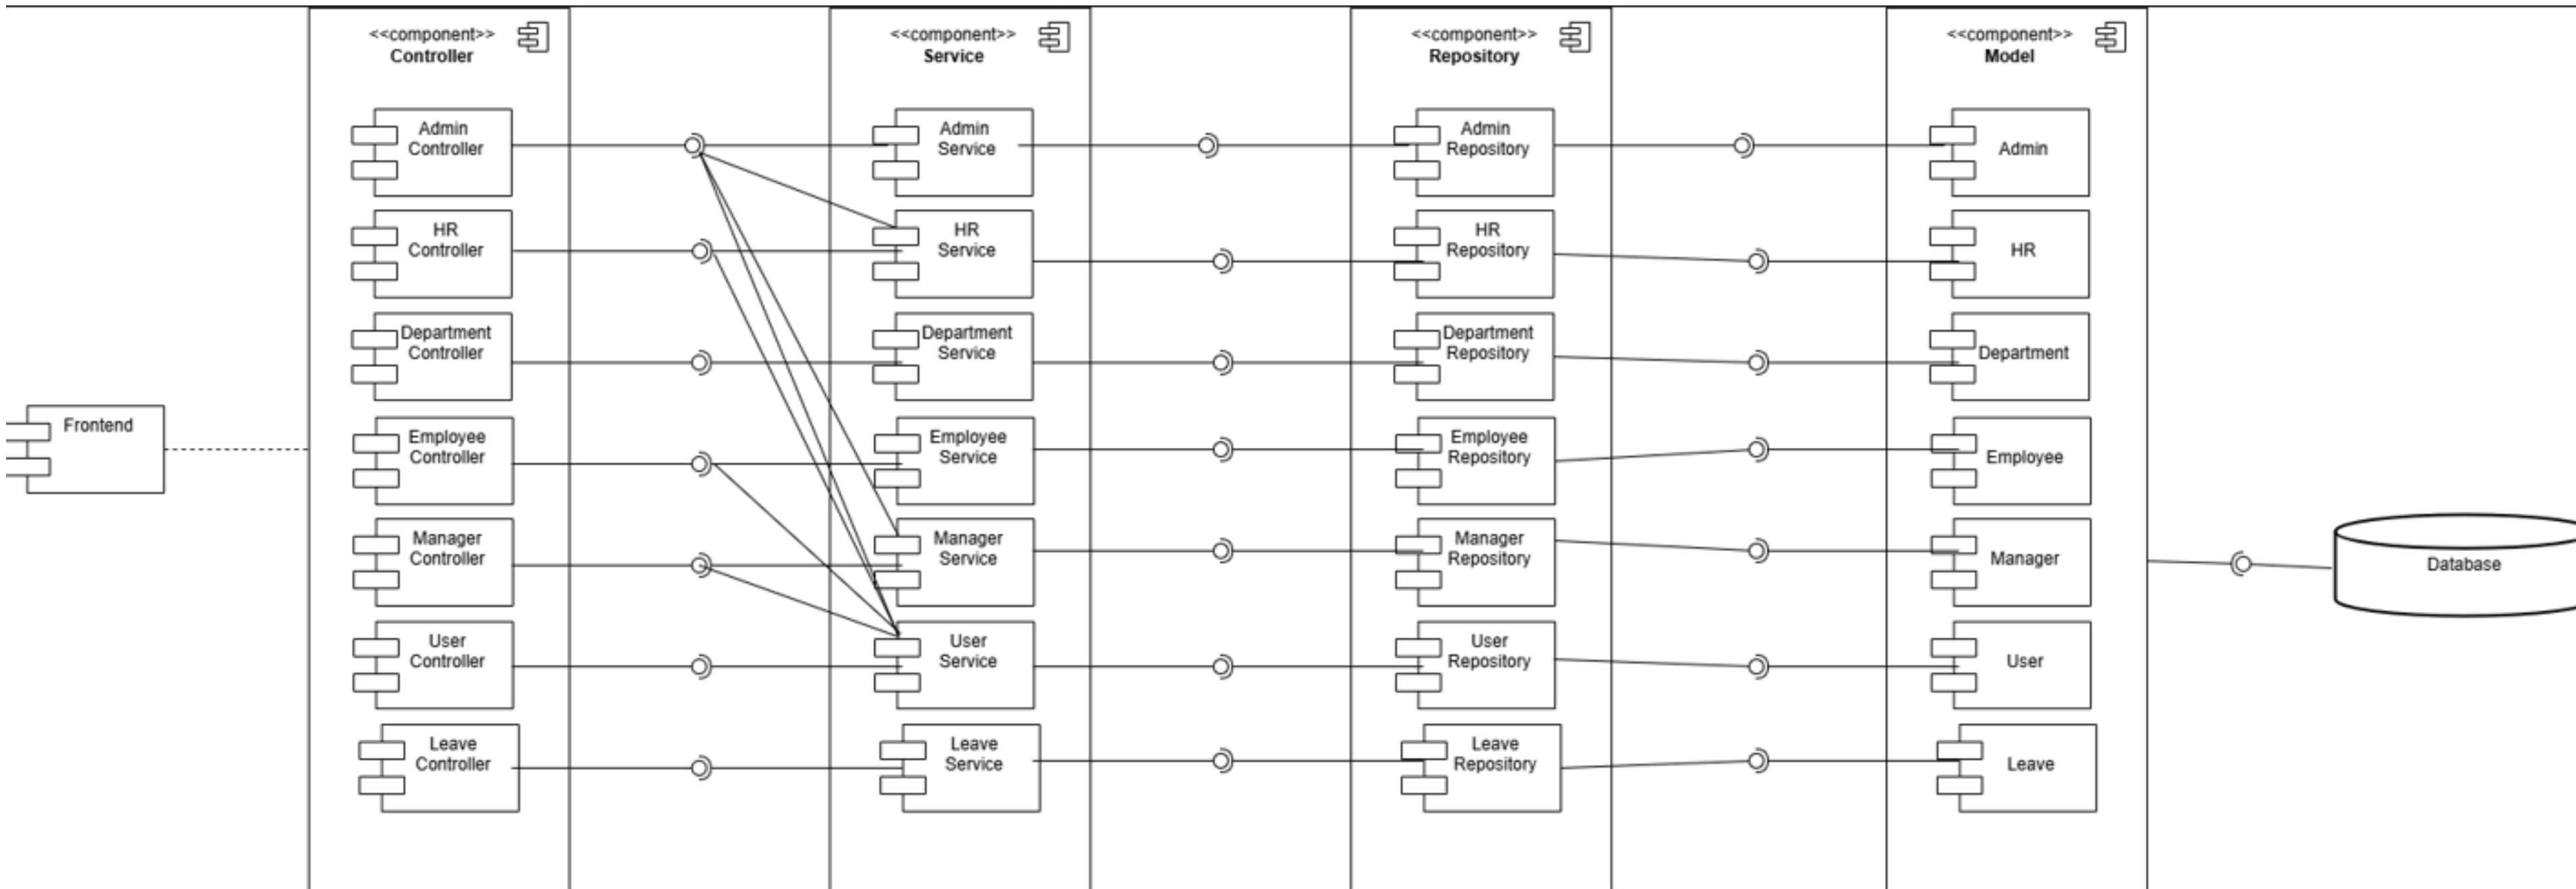 <<component>>
Controller
<<component>>
Service
<<component>>
Repository
<<component>>
Model
Admin
Controller
Admin
Service
Admin
Repository
Admin
HR
Controller
HR
Service
HR
Repository
HR
Department
Controller
Department
Service
Department
Repository
Department
Frontend
Employee
Controller
Employee
Service
Employee
Repository
Employee
Manager
Controller
Manager
Service
Manager
Repository
Manager
Database
User
Controller
User
Service
User
Repository
User
Leave
Controller
Leave
Service
Leave
Repository
Leave